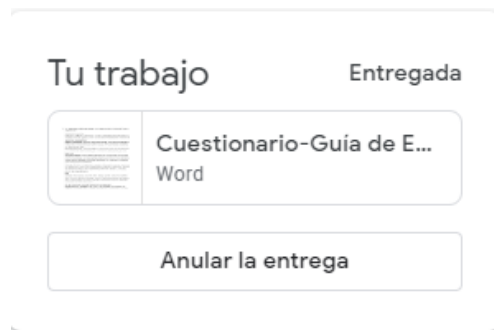 Tu trabajo Entregada
Cuestionario-Guía de E...
Word
Anular la entrega